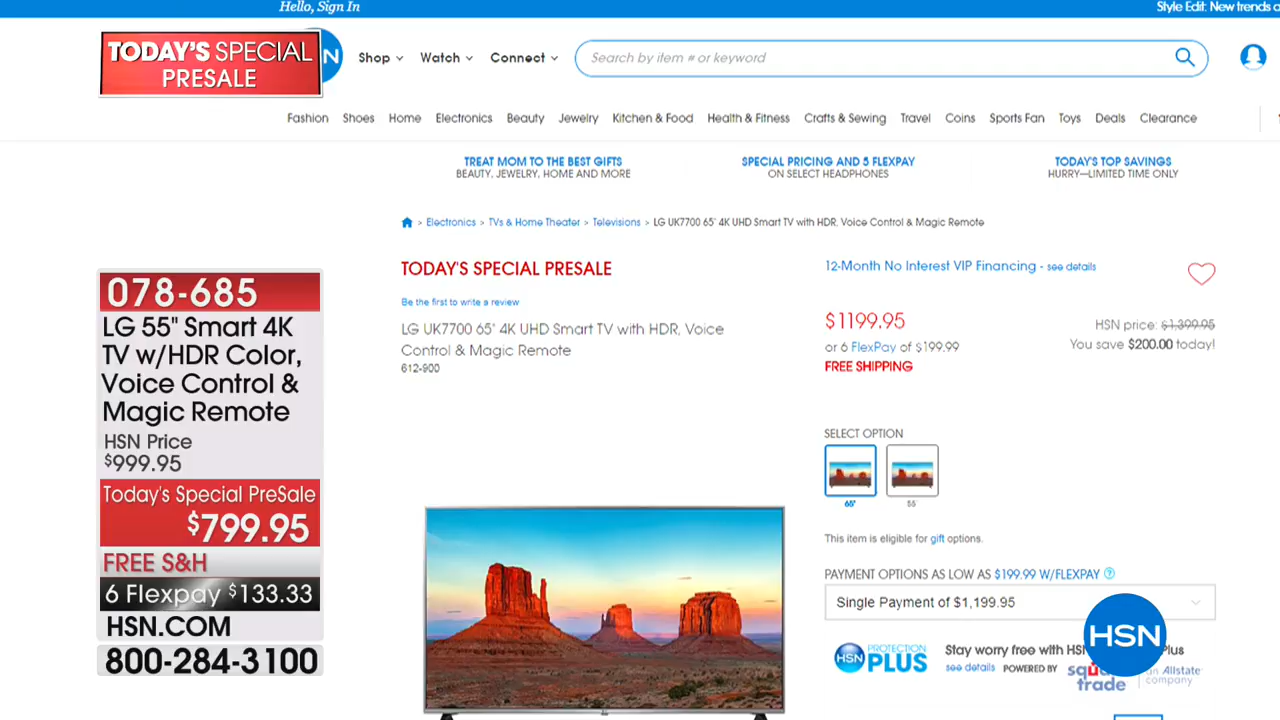 Hello, Sign In
Style Edit: New trends
TODAY'S SPECIAL
PRESALE
N
Shop
Watch
Connect
Search by item # or keyword
Fashion
Shoes
Home
Electronics
Beauty
Jewelry
Kitchen & Food
Health & Fitness
Crafts & Sewing
Travel
Coins
Sports Fan
Toys
Deals
Clearance
TREAT MOM TO THE BEST GIFTS
BEAUTY, JEWELRY, HOME AND MORE
SPECIAL PRICING AND 5 FLEXPAY
ON SELECT HEADPHONES
TODAY'S TOP SAVINGS
HURRY—LIMITED TIME ONLY
> Electronics > TVs & Home Theater > Televisions > LG UK7700 65" 4K UHD Smart TV with HDR, Voice Control & Magic Remote
078-685
LG 55" Smart 4K
TV w/HDR Color,
Voice Control &
Magic Remote
HSN Price
$999.95
Today's Special PreSale
$799.95
FREE S&H
6 Flexpay $133.33
HSN.COM
800-284-3100
TODAY'S SPECIAL PRESALE
Be the first to write a review
LG UK7700 65" 4K UHD Smart TV with HDR, Voice
Control & Magic Remote
612-900
12-Month No Interest VIP Financing - see details
$1199.95
HSN price: $1,399.95
or 6 FlexPay of $199.99
You save $200.00 today!
FREE SHIPPING
SELECT OPTION
65"
55"
This item is eligible for gift options.
PAYMENT OPTIONS AS LOW AS $199.99 W/FLEXPAY ?
Single Payment of $1,199.95
HSN
PROTECTION
PLUS
Stay worry free with HSN
Plus
see details POWERED BY
trade
an Allstate
company
HSN